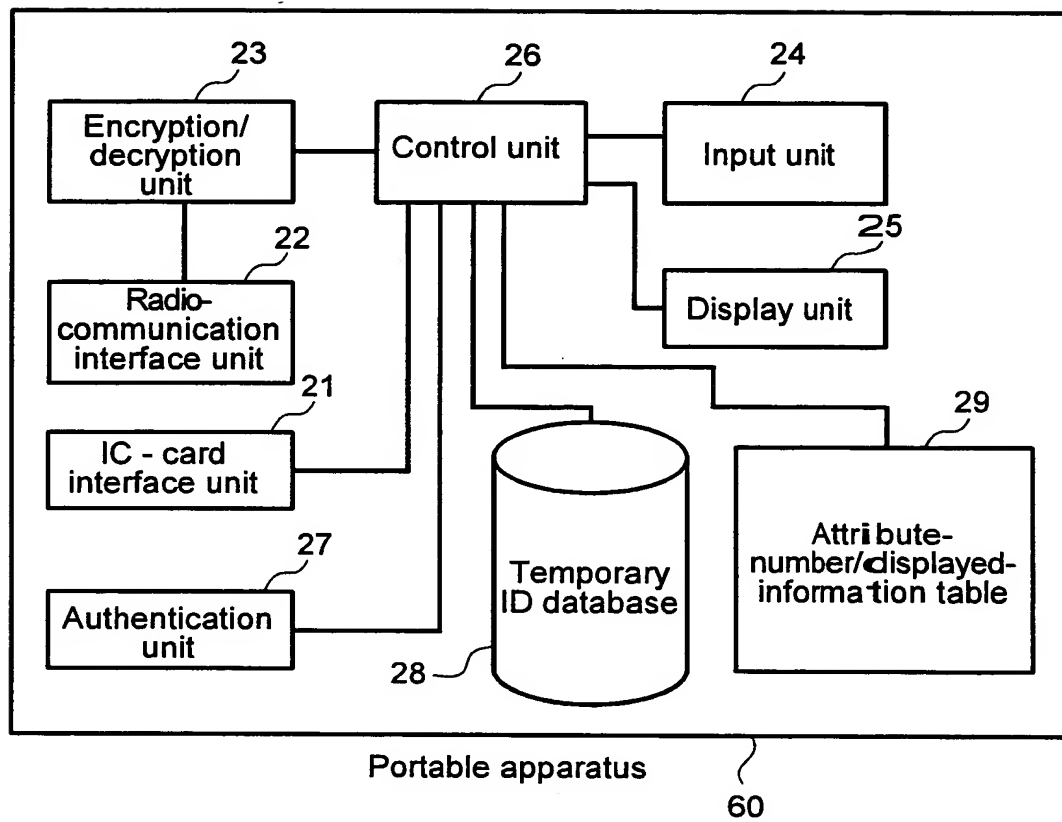 23
26
24
Encryption/
decryption
unit
Control unit
Input unit
22
25
Radio-
communication
interface unit
Display unit
21
29
IC - card
interface unit
Attribute-
number/displayed-
information table
27
Temporary
ID database
Authentication
unit
28
Portable apparatus
60